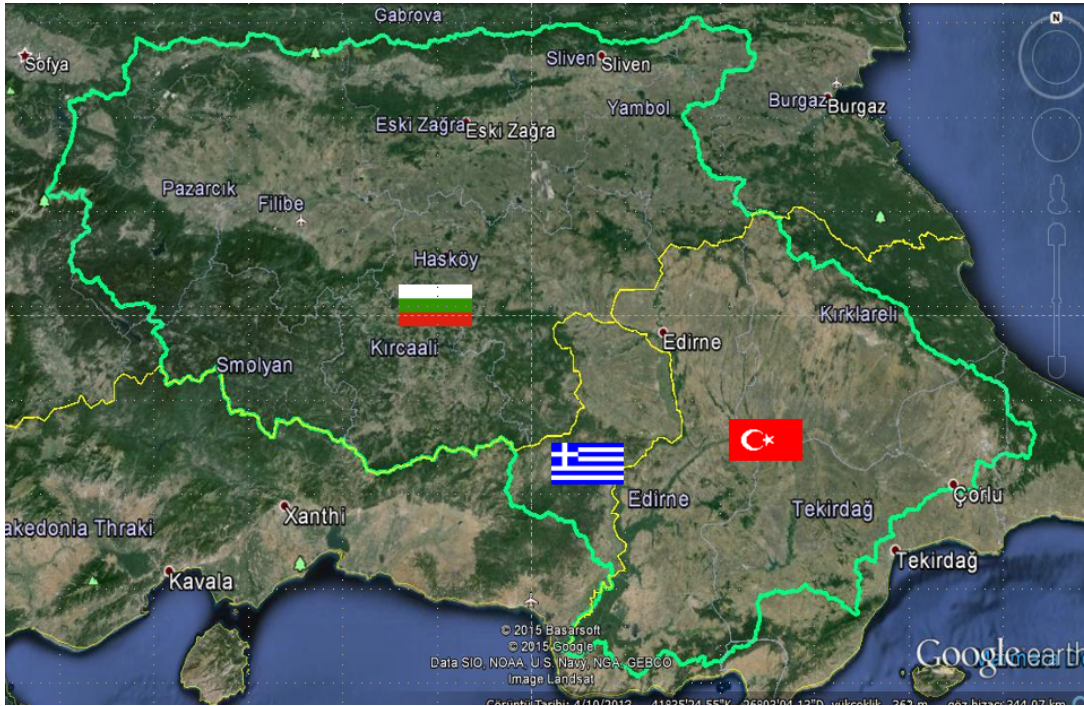 Gabrova
N
Sofya
Sliven
Sliven
Yambol
Burgaz
Burgaz
Eski Zağra
Eski Zağra
Pazarcık
Filibe
Hasköy
Kırklareli
Edirne
Kırcaali
Smolyan
Edirne
Tekirdağ
Çorlu
Xanthi
akedonia Thraki
Tekirdağ
Kavala
© 2015 Basarsoft
© 2015 Google
Data SIO, NOAA, U.S. Navy, NGA, GEBCO
Image Landsat
Google earth